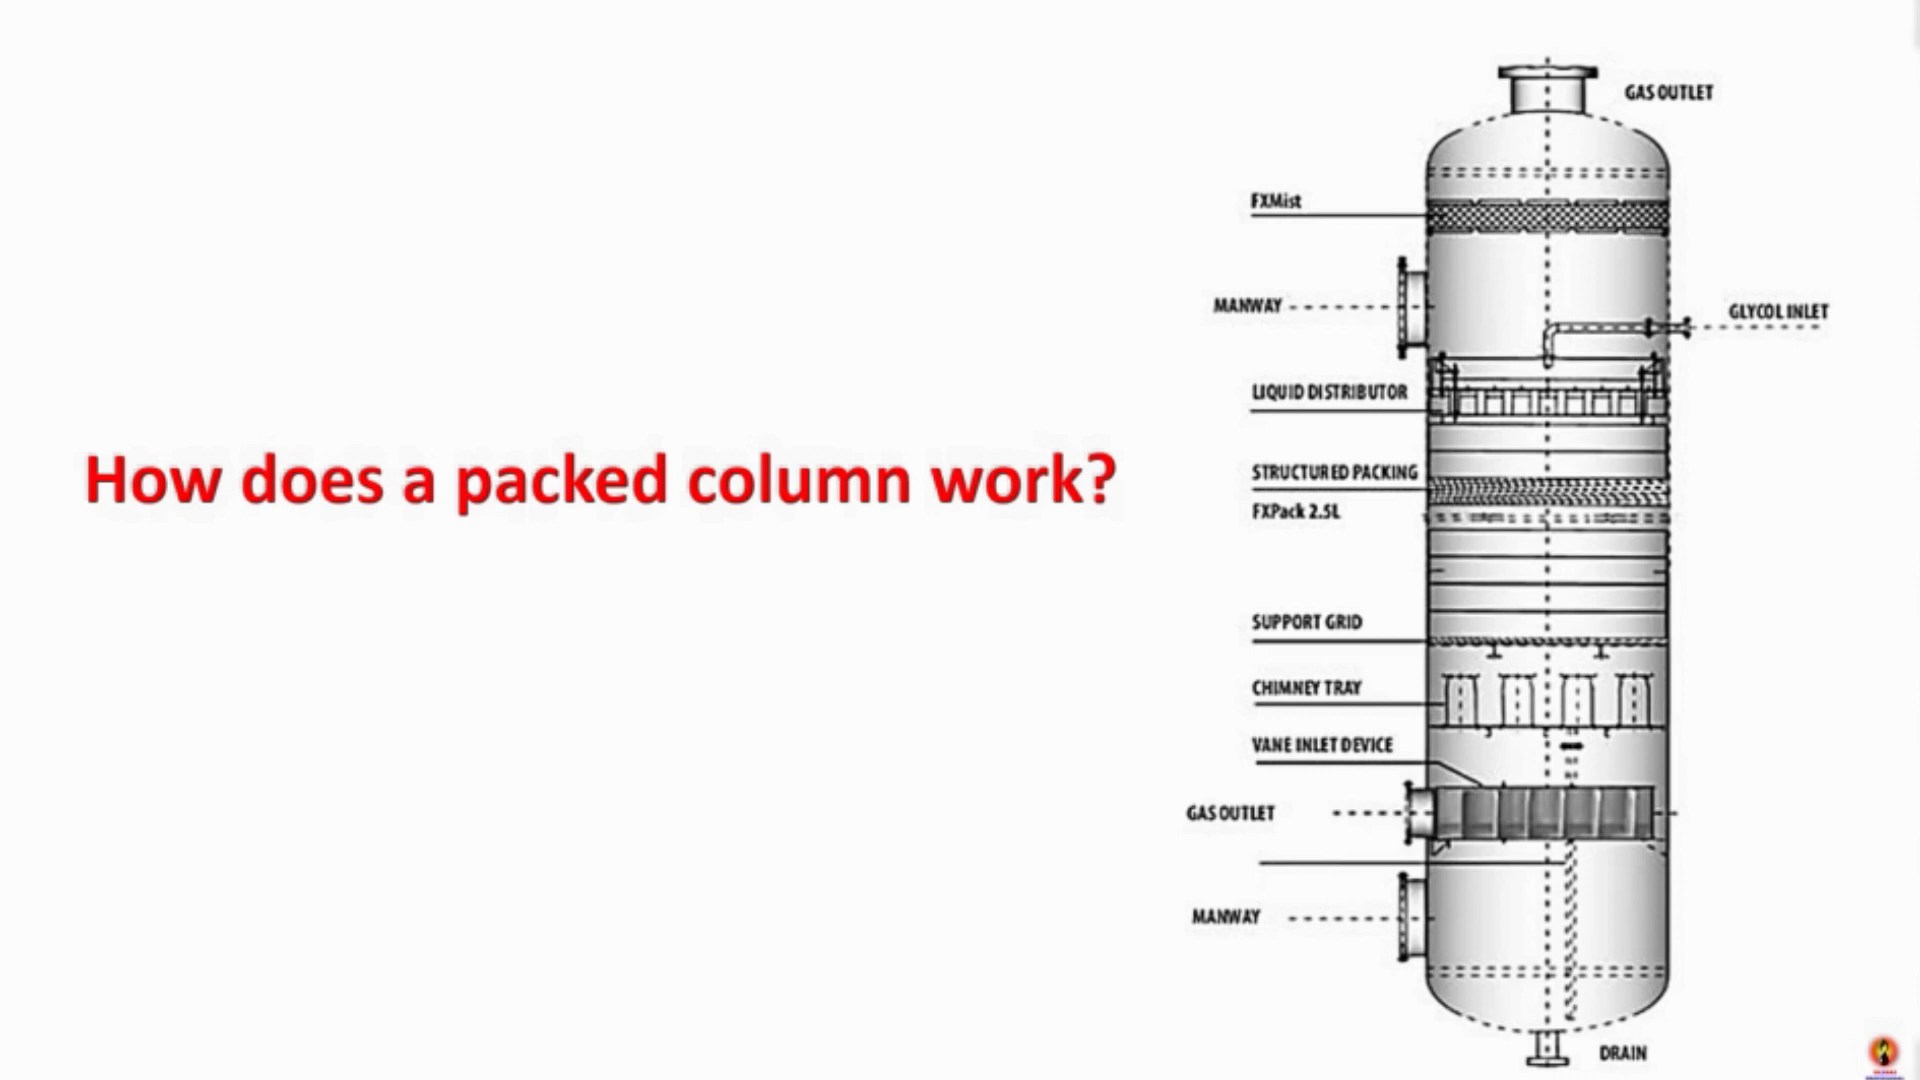 How does a packed column work?
GAS OUTLET
FXMist
MANWAY
GLYCOL INLET
LIQUID DISTRIBUTOR
STRUCTURED PACKING
FXPack 2.5L
SUPPORT GRID
CHIMNEY TRAY
VANE INLET DEVICE
GAS OUTLET
MANWAY
DRAIN